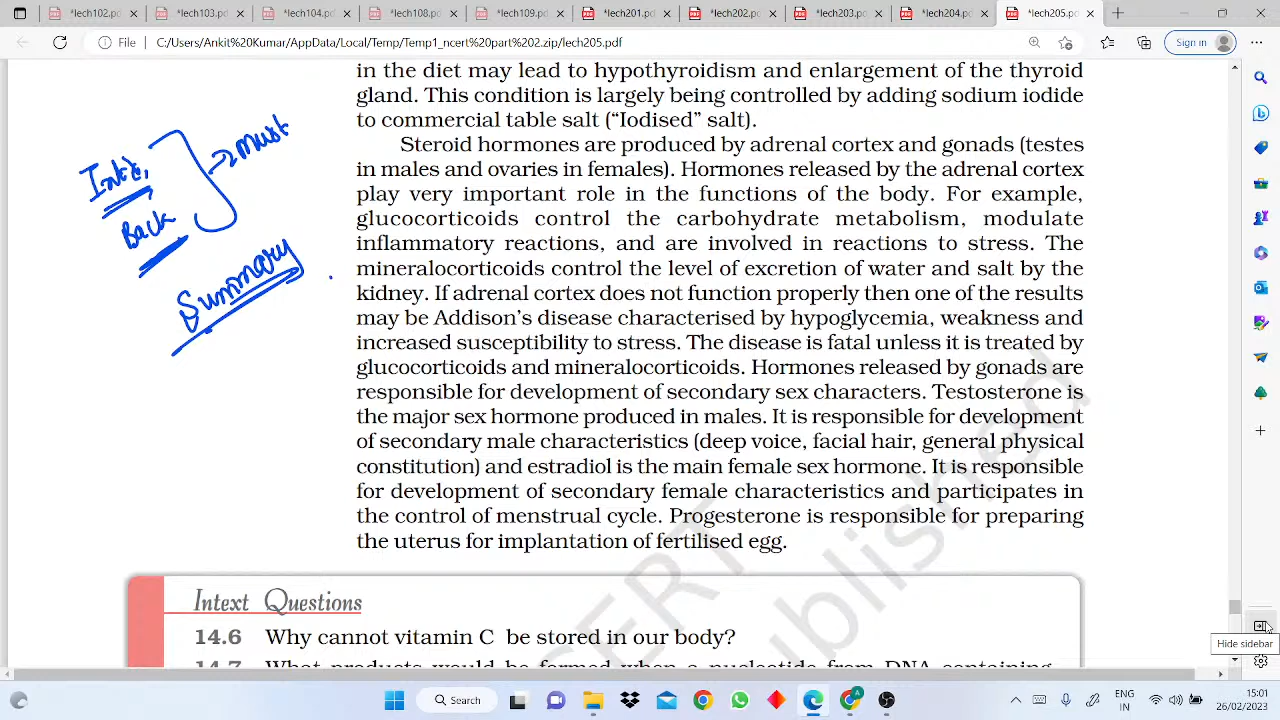 *lech102.pd
*lech103.pd
*lech104.pd
*lech108.pd
*lech109.pd
*lech201.pd
*lech202.pd
*lech203.pd
*lech204.pd
*lech205.pd
File C:/Users/Ankit%20Kumar/AppData/Local/Temp/Temp1_ncert%20part%202.zip/lech205.pdf
Sign in
in the diet may lead to hypothyroidism and enlargement of the thyroid
gland. This condition is largely being controlled by adding sodium iodide
to commercial table salt (“Iodised” salt).
Steroid hormones are produced by adrenal cortex and gonads (testes
in males and ovaries in females). Hormones released by the adrenal cortex
play very important role in the functions of the body. For example,
glucocorticoids control the carbohydrate metabolism, modulate
inflammatory reactions, and are involved in reactions to stress. The
mineralocorticoids control the level of excretion of water and salt by the
kidney. If adrenal cortex does not function properly then one of the results
may be Addison’s disease characterised by hypoglycemia, weakness and
increased susceptibility to stress. The disease is fatal unless it is treated by
glucocorticoids and mineralocorticoids. Hormones released by gonads are
responsible for development of secondary sex characters. Testosterone is
the major sex hormone produced in males. It is responsible for development
of secondary male characteristics (deep voice, facial hair, general physical
constitution) and estradiol is the main female sex hormone. It is responsible
for development of secondary female characteristics and participates in
the control of menstrual cycle. Progesterone is responsible for preparing
the uterus for implantation of fertilised egg.
must
Back
Summary
Intext Questions
14.6 Why cannot vitamin C be stored in our body?
14.7 What products would be formed when a nucleotide from DNA containing
Hide sidebar
Search
ENG
IN
15:01
26/02/2023